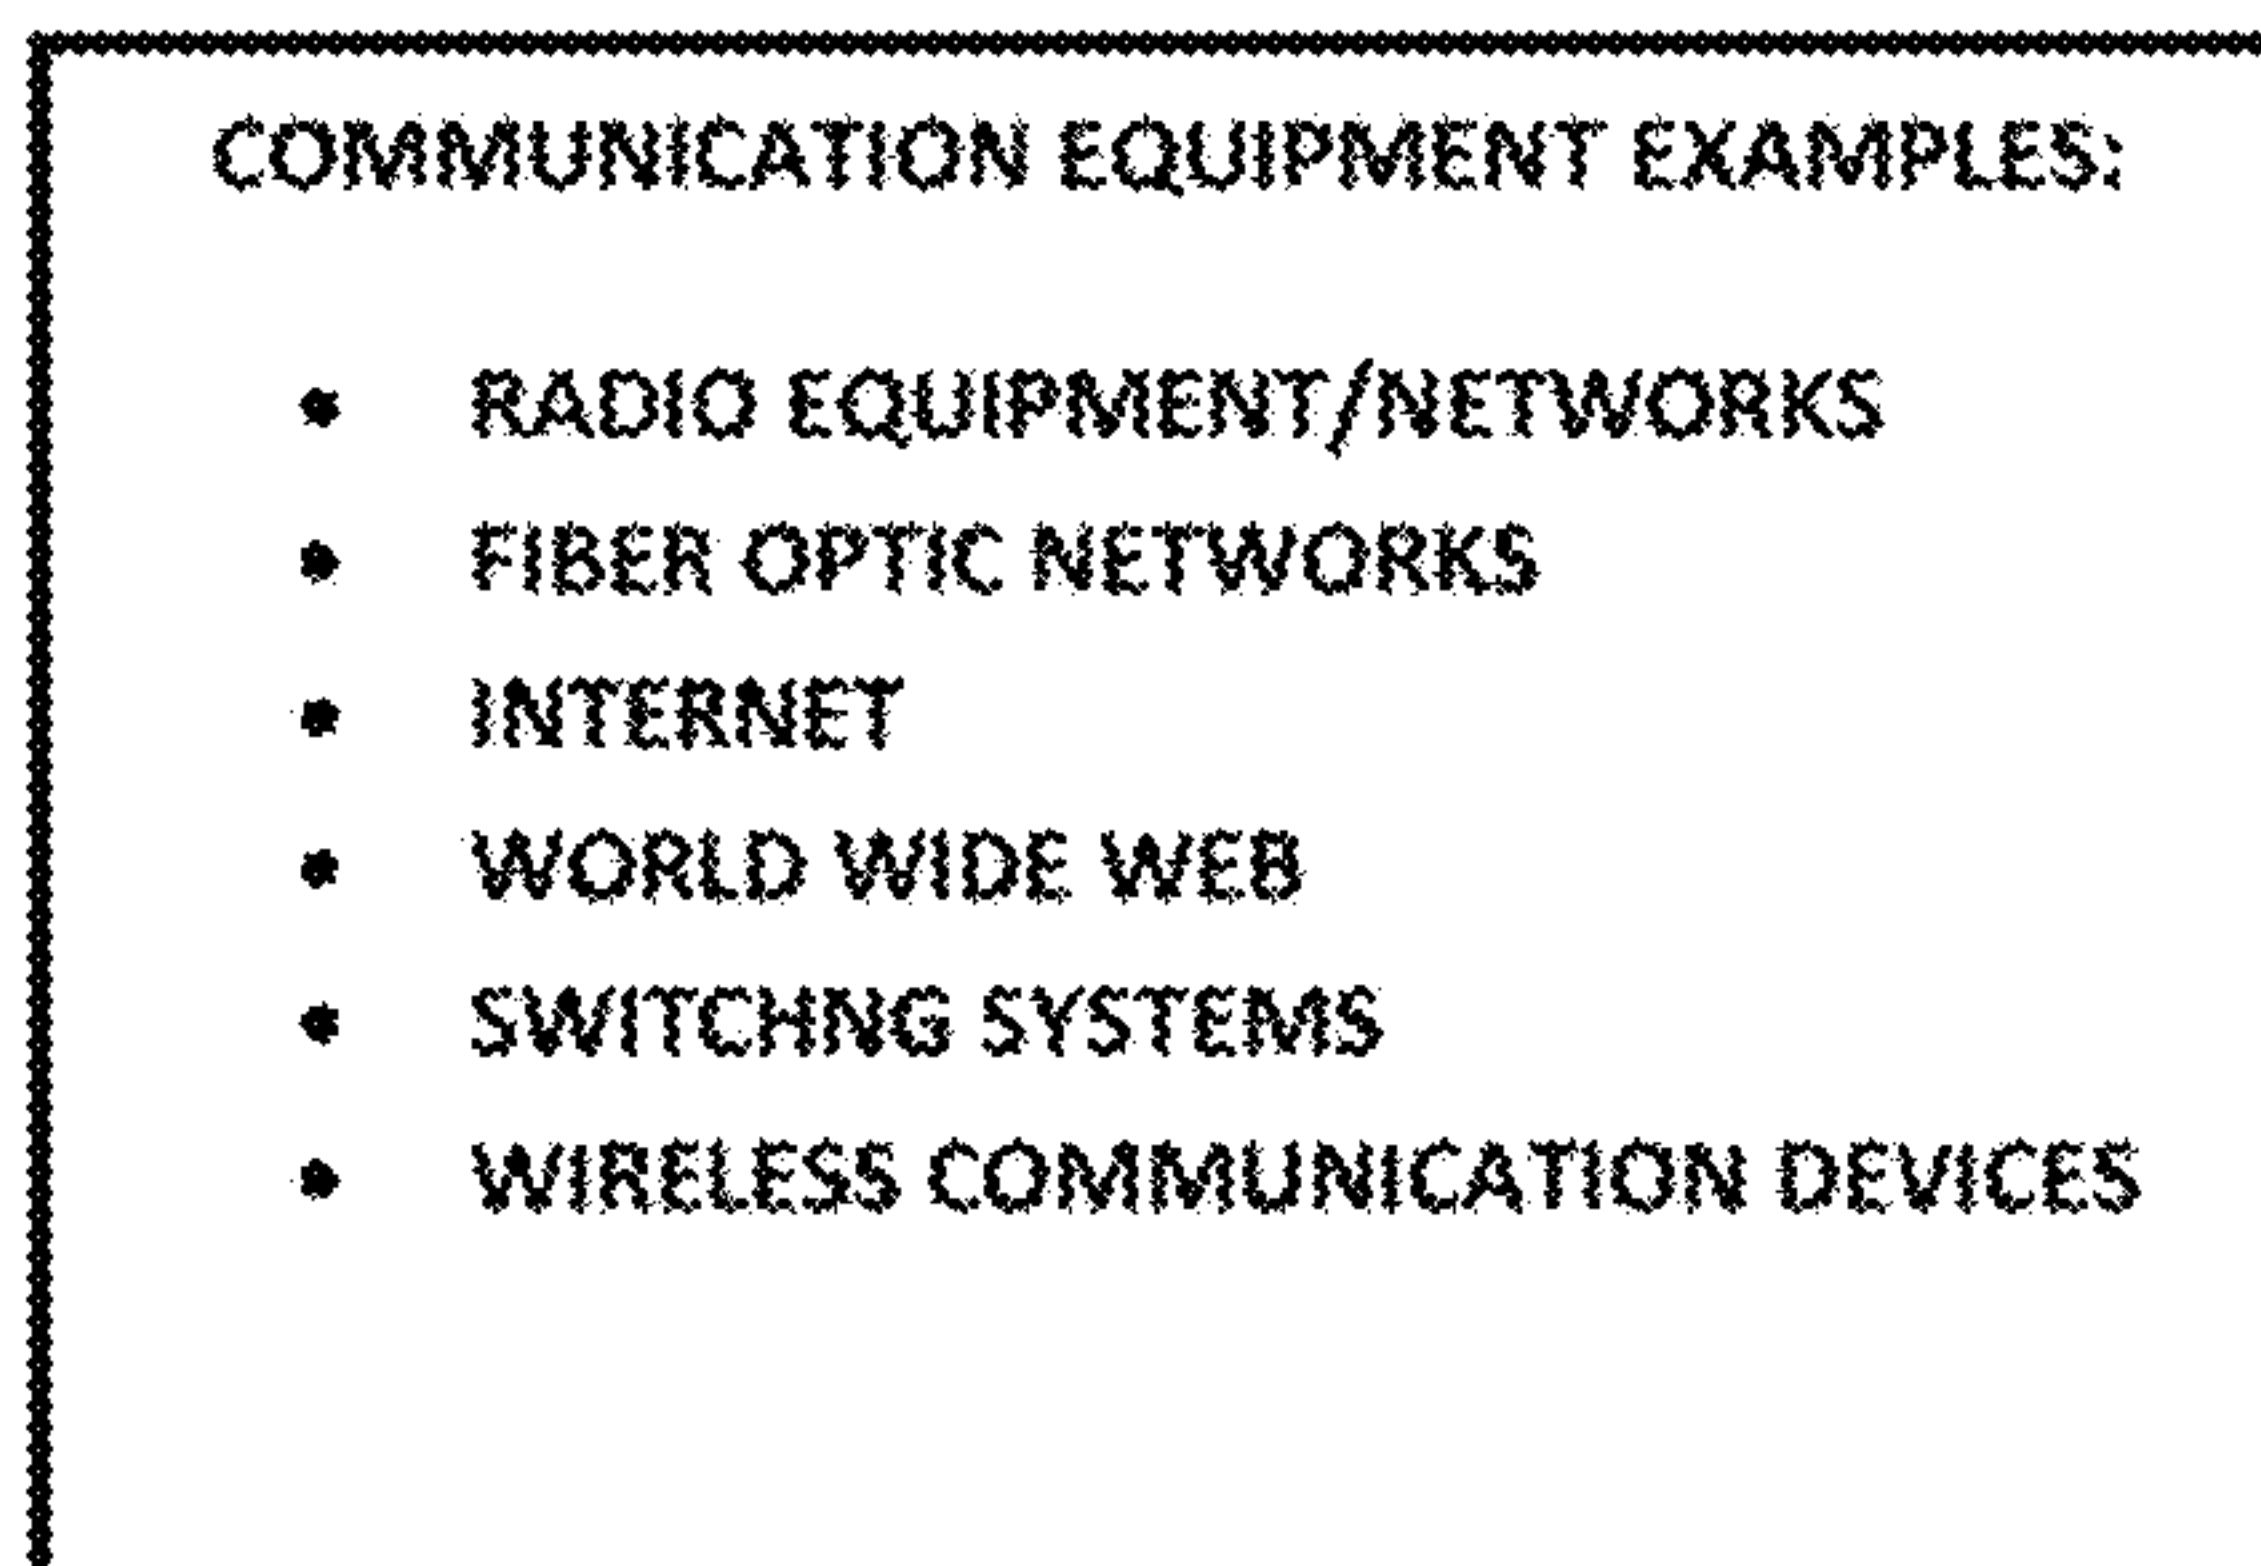 COMMUNICATION EQUIPMENT EXAMPLES:
• RADIO EQUIPMENT/NETWORKS
• FIBER OPTIC NETWORKS
• INTERNET
• WORLD WIDE WEB
• SWITCHNG SYSTEMS
• WIRELESS COMMUNICATION DEVICES